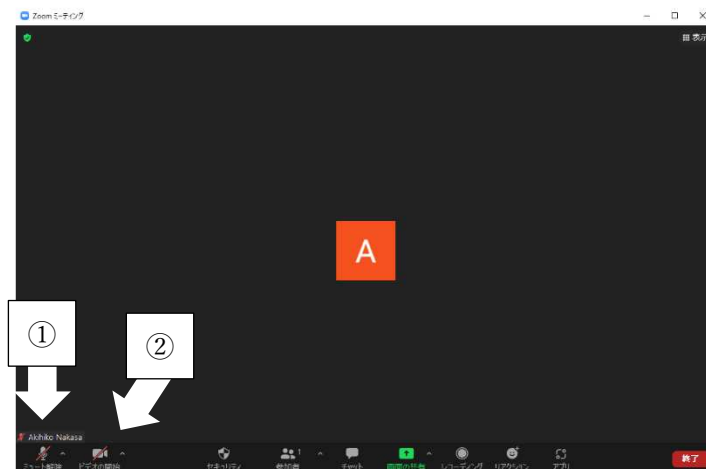 Zoom ミーティング
表示
A
①
②
Akihiko Nakasa
ミュート解除 ビデオの開始 セキュリティ 参加者 1 チャット 画面の共有 レコーディング リアクション アプリ 終了